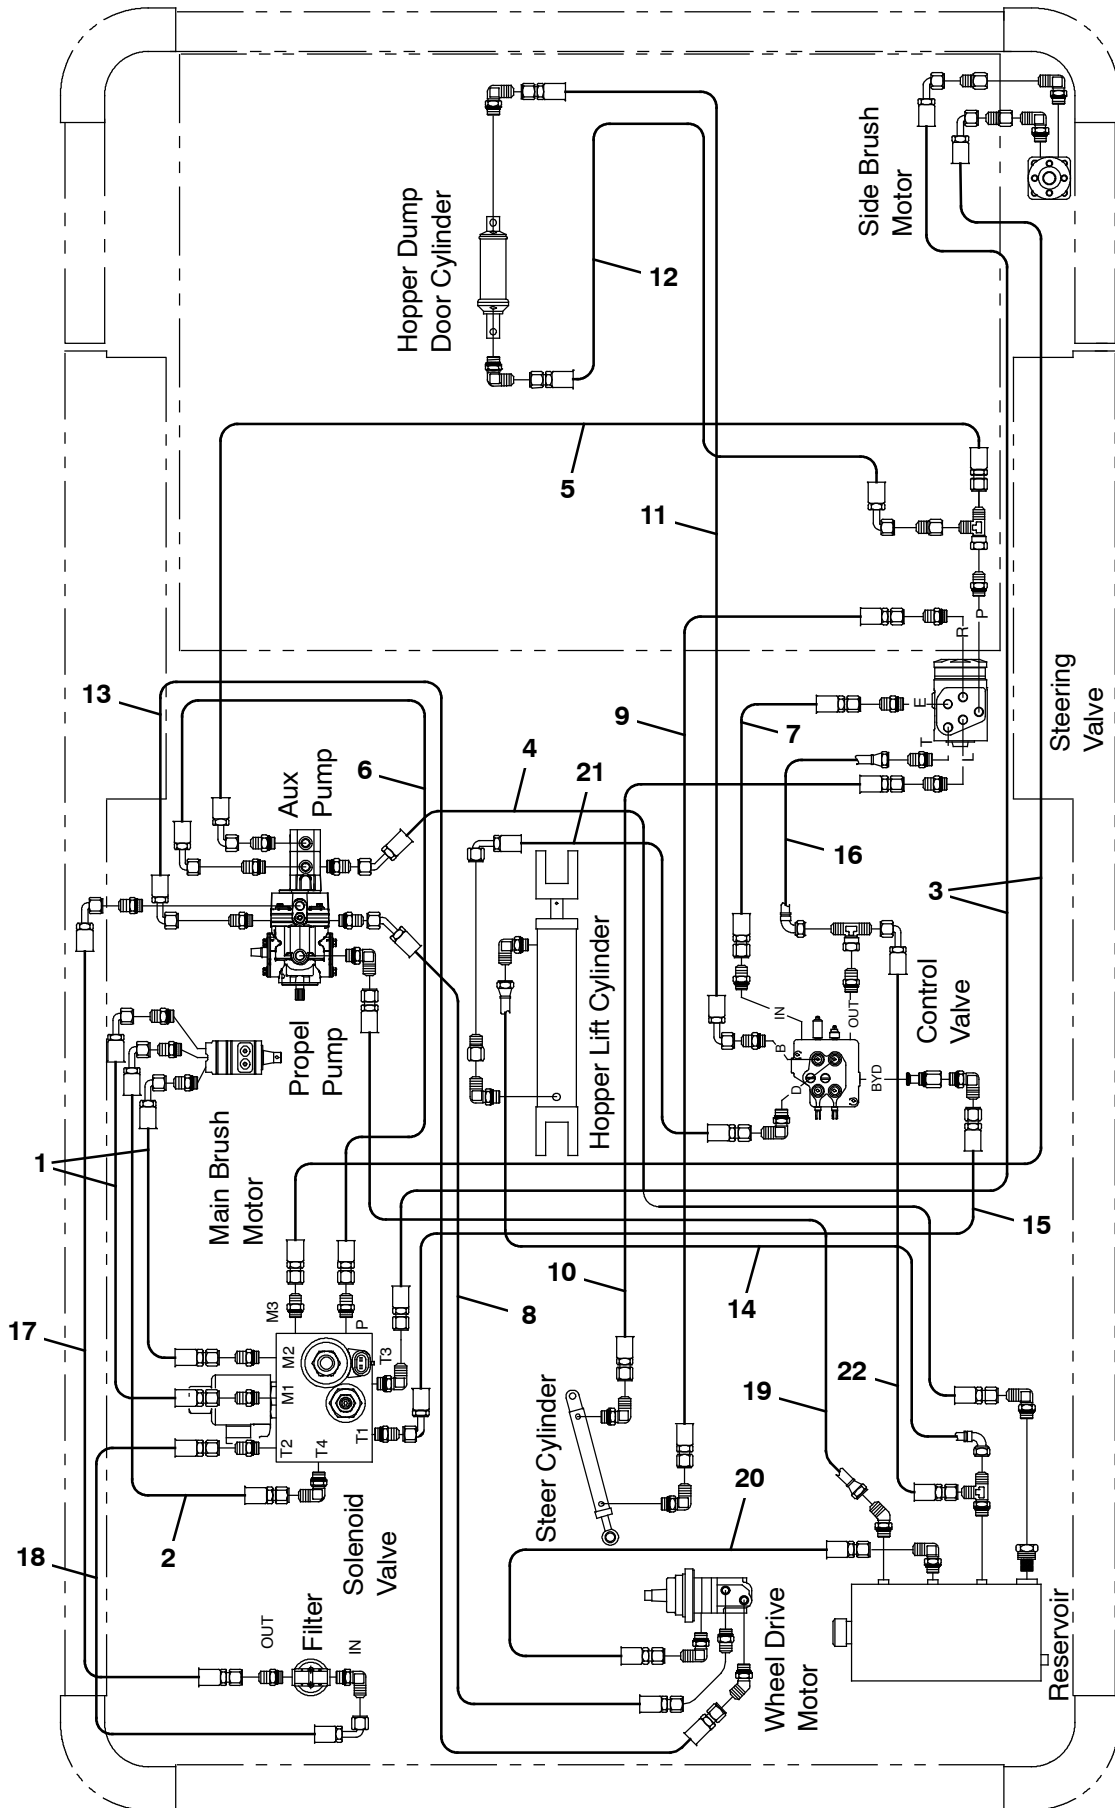 Hopper Dump
Door Cylinder
Side Brush
Motor
12
5
11
13
9
7
6
4
21
Aux
Pump
R
P
E
T
L
Steering
Valve
16
3
Propel
Pump
Hopper Lift Cylinder
IN
B
D
OUT
BYD
Control
Valve
1
Main Brush
Motor
15
10
8
14
17
M3
P
M2
M1
T3
T2
T4
T1
19
22
Steer Cylinder
20
2
18
Solenoid
Valve
OUT
Filter
IN
Wheel Drive
Motor
Reservoir